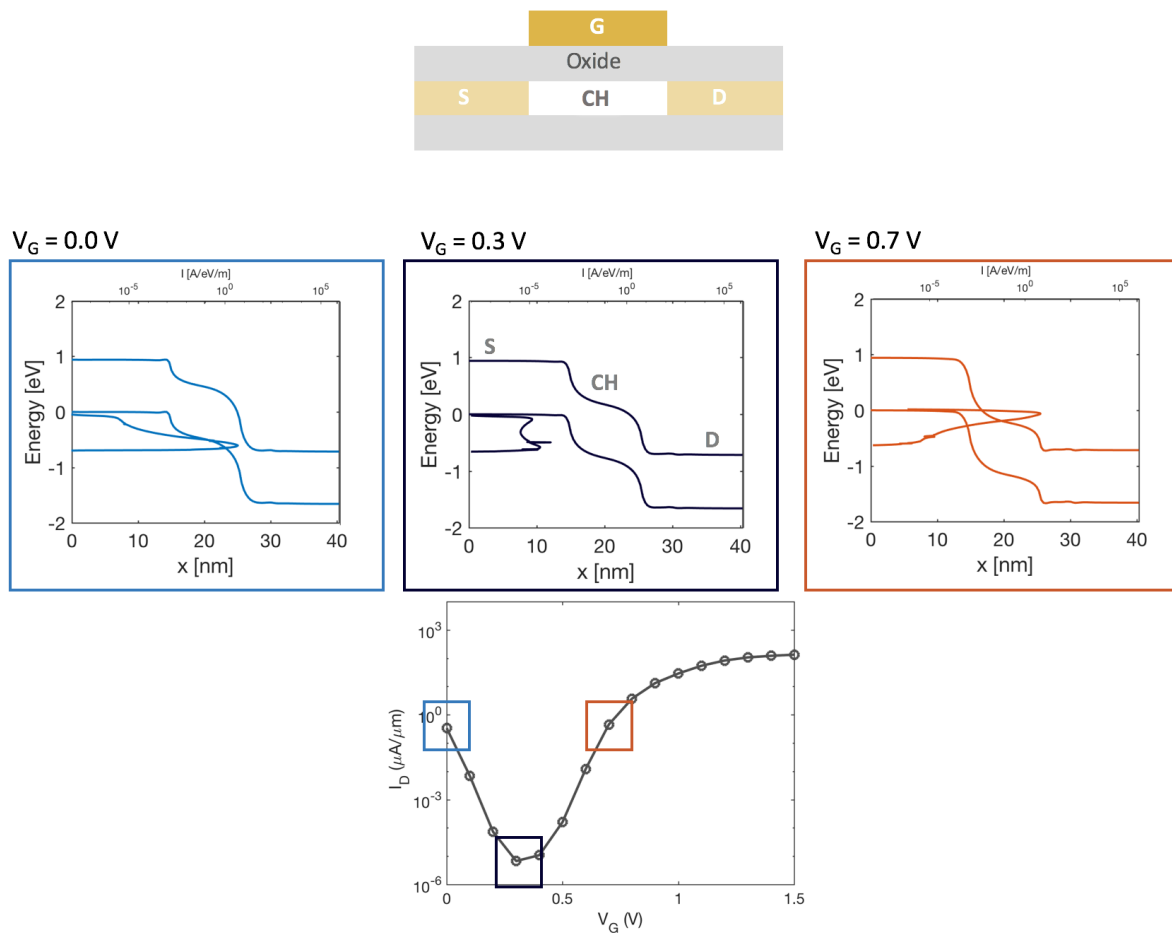 G
Oxide
S CH D
V_G = 0.0 V V_G = 0.3 V V_G = 0.7 V
I [A/eV/m]
10^-5 10^0 10^5
2
1
0
-1
-2
Energy [eV]
0 10 20 30 40
x [nm]
I [A/eV/m]
10^-5 10^0 10^5
2
1
0
-1
-2
Energy [eV]
S
CH
D
0 10 20 30 40
x [nm]
I [A/eV/m]
10^-5 10^0 10^5
2
1
0
-1
-2
Energy [eV]
0 10 20 30 40
x [nm]
10^3
10^0
10^-3
10^-6
I_D (μA/μm)
0 0.5 1 1.5
V_G (V)